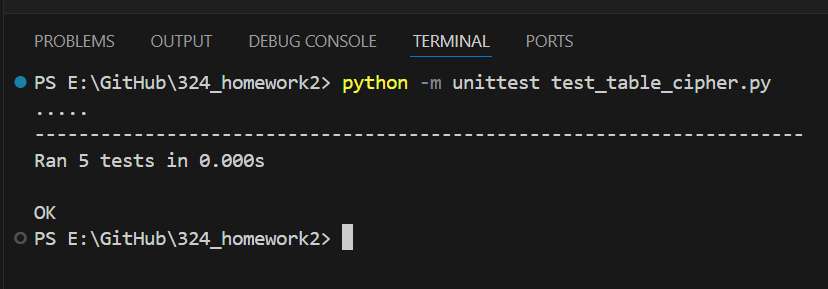 PROBLEMS OUTPUT DEBUG CONSOLE TERMINAL PORTS
PS E:\GitHub\324_homework2> python -m unittest test_table_cipher.py
.....
----------------------------------------------------------------------
Ran 5 tests in 0.000s
OK
PS E:\GitHub\324_homework2>